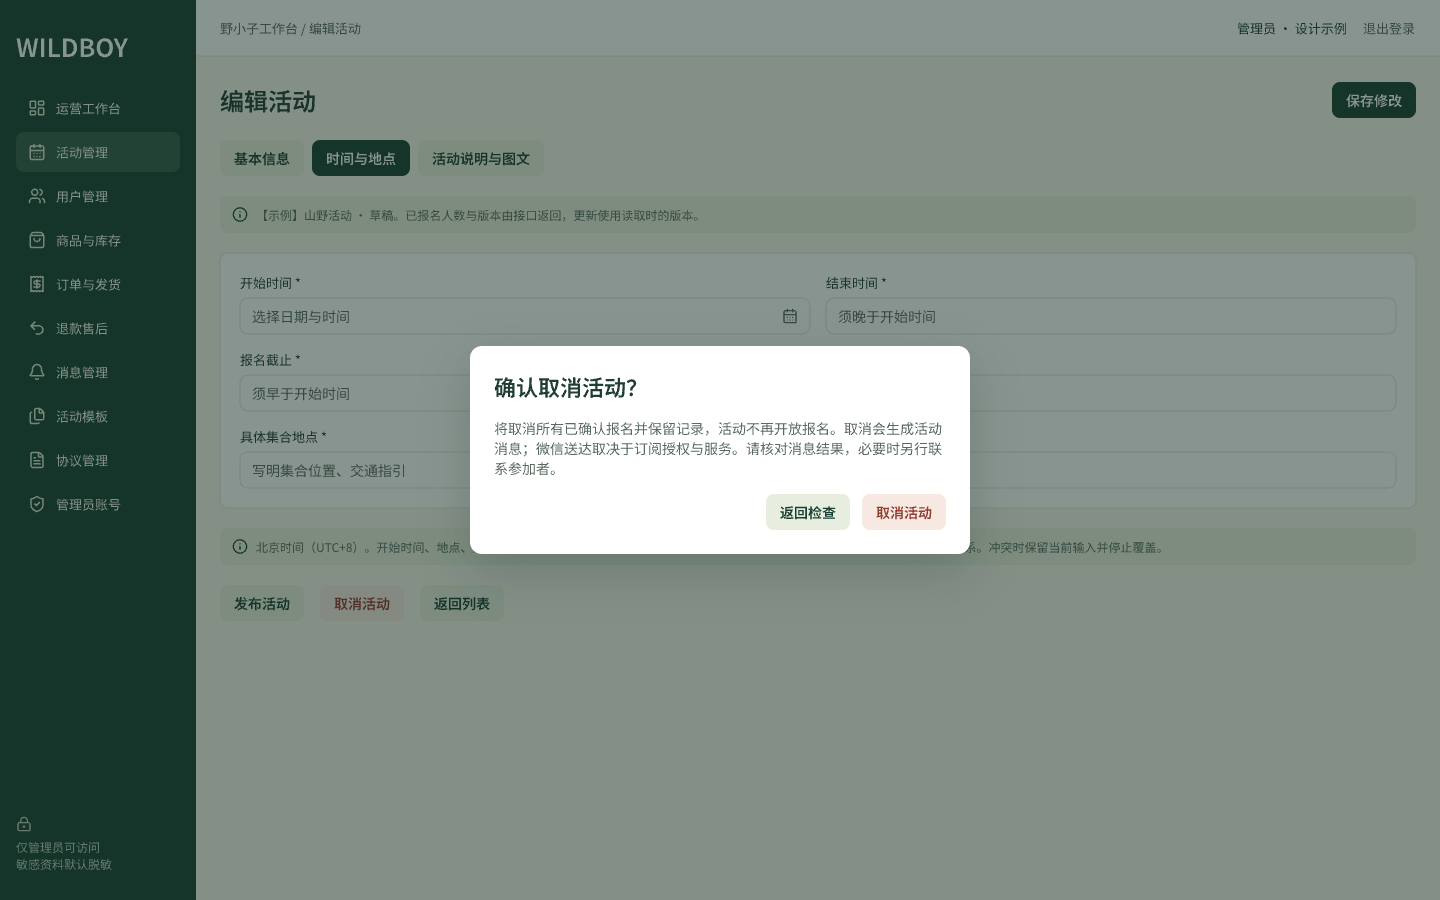 WILDBOY
运营工作台
活动管理
用户管理
商品与库存
订单与发货
退款售后
消息管理
活动模板
协议管理
管理员账号
仅管理员可访问
敏感资料默认脱敏
野小子工作台 / 编辑活动
管理员 · 设计示例
退出登录
编辑活动
保存修改
基本信息
时间与地点
活动说明与图文
【示例】山野活动 · 草稿。已报名人数与版本由接口返回，更新使用读取时的版本。
开始时间 *
结束时间 *
选择日期与时间
须晚于开始时间
报名截止 *
须早于开始时间
具体集合地点 *
写明集合位置、交通指引
确认取消活动？
将取消所有已确认报名并保留记录，活动不再开放报名。取消会生成活动
消息；微信送达取决于订阅授权与服务。请核对消息结果，必要时另行联
系参加者。
返回检查
取消活动
北京时间（UTC+8）。开始时间、地点、
系。冲突时保留当前输入并停止覆盖。
发布活动
取消活动
返回列表